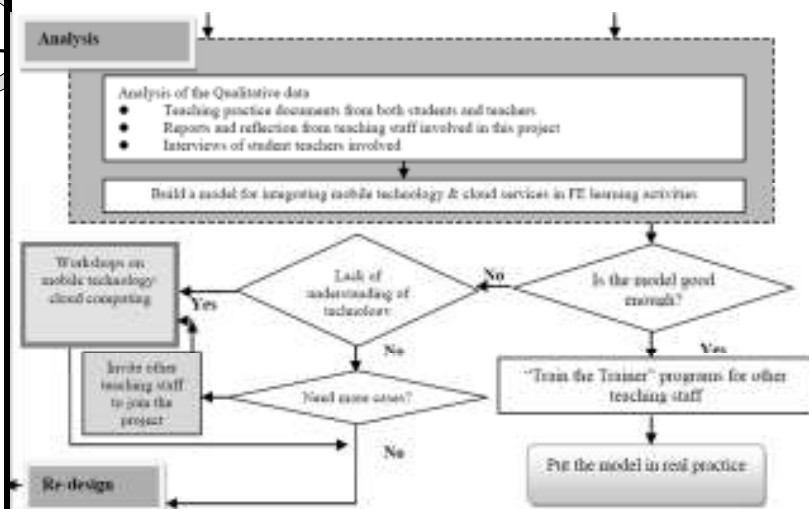 Analysis
Analysis of the Qualitative data
● Teaching practice documents from both students and teachers
● Reports and reflection from teaching staff involved in this project
● Interviews of student teachers involved
Build a model for integrating mobile technology & cloud services in FE learning activities
Workshops on
mobile technology
cloud computing
Yes
Lack of
understanding of
technology
No
Is the model good
enough?
No
Yes
Invite other
teaching staff
to join the
project
Need more cases?
"Train the Trainer" programs for other
teaching staff
No
Put the model in real practice
Re-design